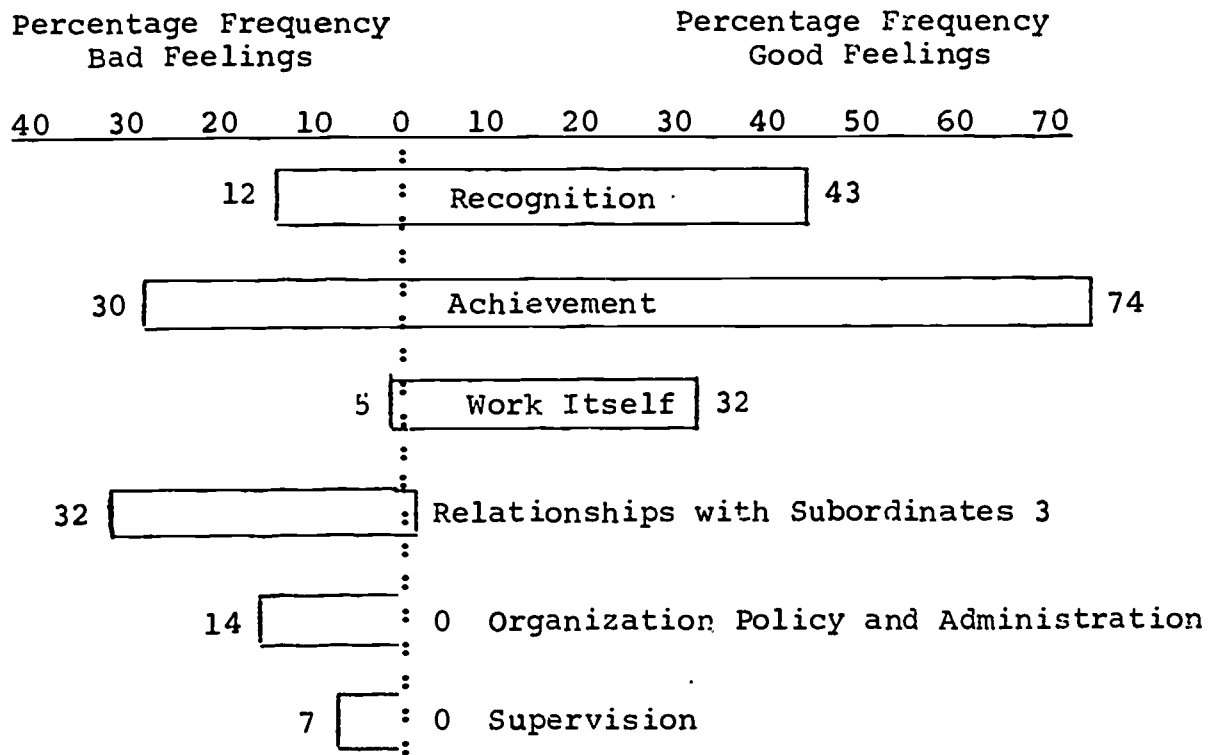 Percentage Frequency Percentage Frequency
Bad Feelings Good Feelings
40 30 20 10 0 10 20 30 40 50 60 70
12 Recognition 43
30 Achievement 74
5 Work Itself 32
32 Relationships with Subordinates 3
14 0 Organization Policy and Administration
7 0 Supervision